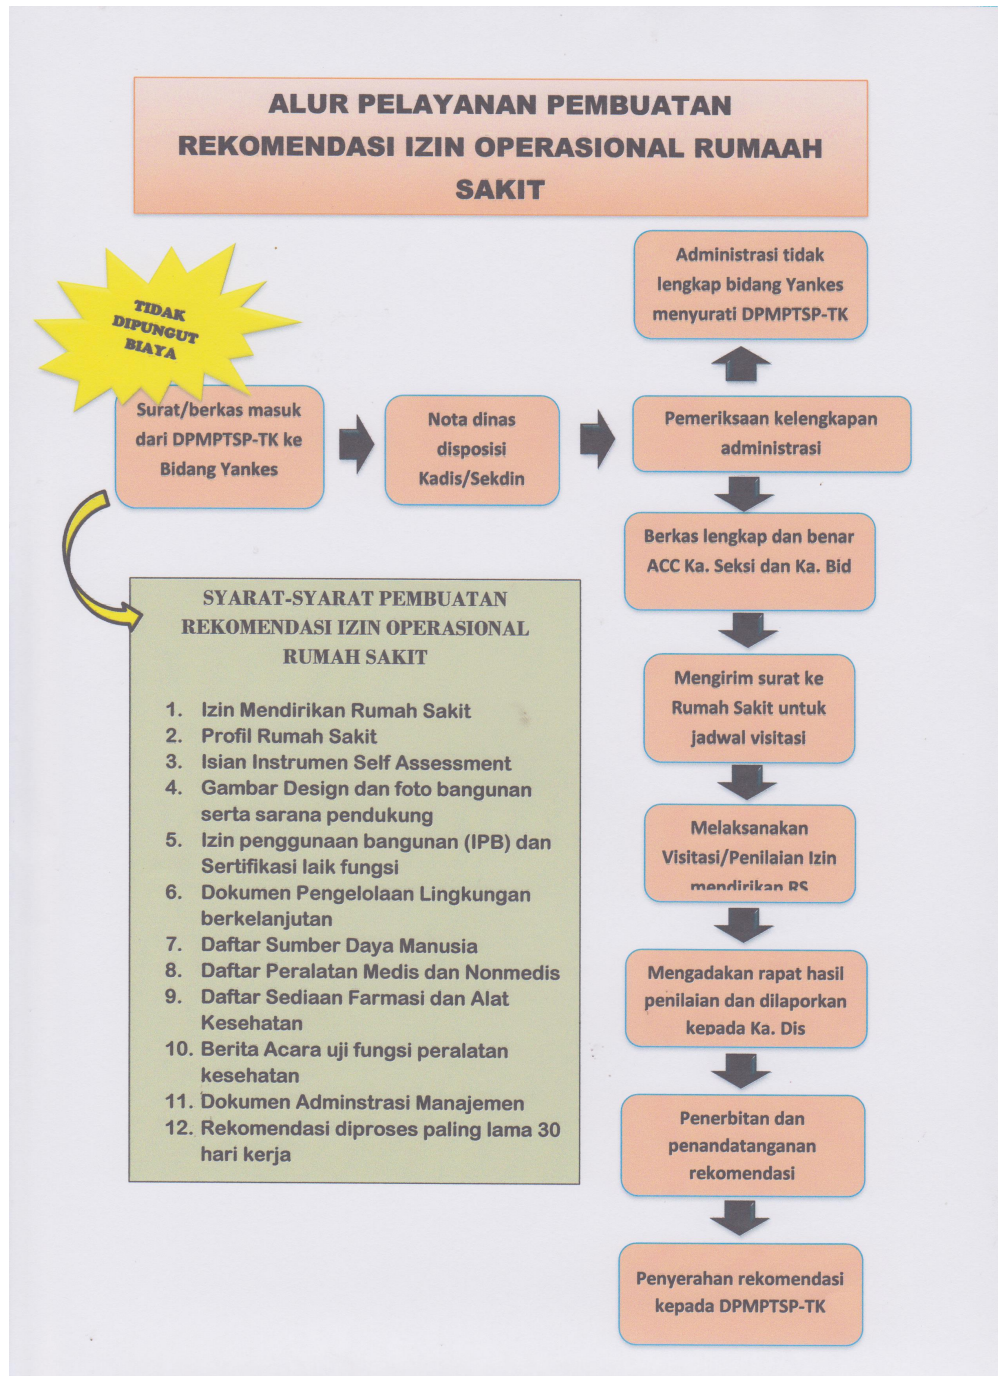 ALUR PELAYANAN PEMBUATAN
REKOMENDASI IZIN OPERASIONAL RUMAAH
SAKIT
TIDAK
DIPUNGUT
BIAYA
Surat/berkas masuk
dari DPMPTSP-TK ke
Bidang Yankes
Nota dinas
disposisi
Kadis/Sekdin
Administrasi tidak
lengkap bidang Yankes
menyurati DPMPTSP-TK
Pemeriksaan kelengkapan
administrasi
Berkas lengkap dan benar
ACC Ka. Seksi dan Ka. Bid
Mengirim surat ke
Rumah Sakit untuk
jadwal visitasi
Melaksanakan
Visitasi/Penilaian Izin
mendirikan RS
Mengadakan rapat hasil
penilaian dan dilaporkan
kepada Ka. Dis
Penerbitan dan
penandatanganan
rekomendasi
Penyerahan rekomendasi
kepada DPMPTSP-TK
SYARAT-SYARAT PEMBUATAN
REKOMENDASI IZIN OPERASIONAL
RUMAH SAKIT
1. Izin Mendirikan Rumah Sakit
2. Profil Rumah Sakit
3. Isian Instrumen Self Assessment
4. Gambar Design dan foto bangunan
serta sarana pendukung
5. Izin penggunaan bangunan (IPB) dan
Sertifikasi laik fungsi
6. Dokumen Pengelolaan Lingkungan
berkelanjutan
7. Daftar Sumber Daya Manusia
8. Daftar Peralatan Medis dan Nonmedis
9. Daftar Sediaan Farmasi dan Alat
Kesehatan
10. Berita Acara uji fungsi peralatan
kesehatan
11. Dokumen Adminstrasi Manajemen
12. Rekomendasi diproses paling lama 30
hari kerja